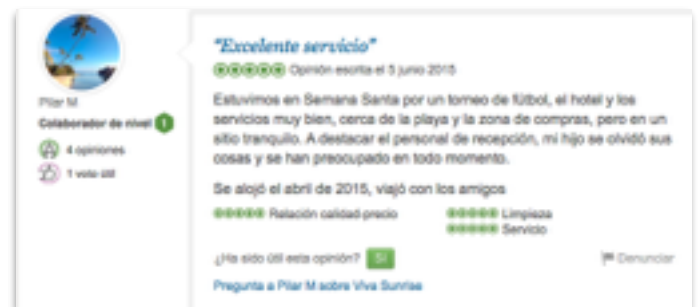 "Excelente servicio"
Opinión escrita el 5 junio 2015
Pilar M
Colaborador de nivel 1
4 opiniones
1 voto útil
Estuvimos en Semana Santa por un torneo de fútbol, el hotel y los
servicios muy bien, cerca de la playa y la zona de compras, pero en un
sitio tranquilo. A destacar el personal de recepción, mi hijo se olvidó sus
cosas y se han preocupado en todo momento.
Se alojó el abril de 2015, viajó con los amigos
Relación calidad-precio
Limpieza
Servicio
¿Ha sido útil esta opinión? Sí
Denunciar
Pregunta a Pilar M sobre Viva Sunrise